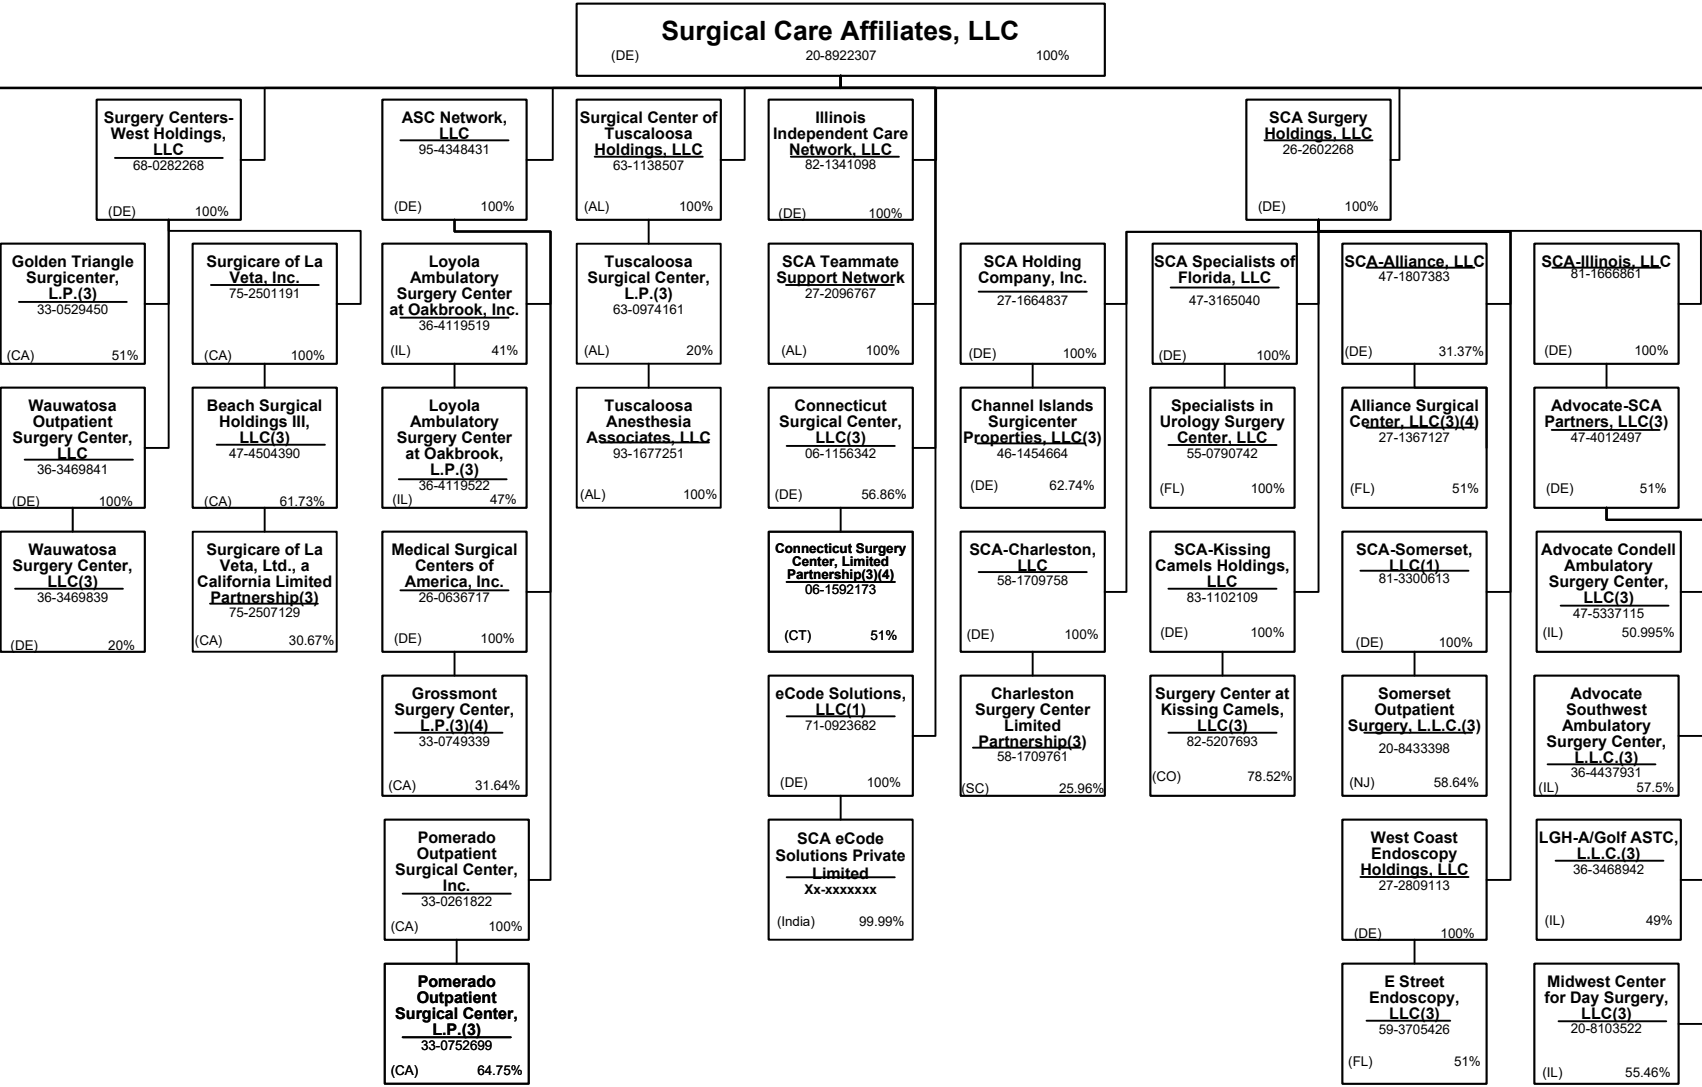 Surgical Care Affiliates, LLC
(DE) 20-8922307 100%
Surgery Centers-
West Holdings,
LLC
68-0282268
(DE) 100%
ASC Network,
LLC
95-4348431
(DE) 100%
Surgical Center of
Tuscaloosa
Holdings, LLC
63-1138507
(AL) 100%
Illinois
Independent Care
Network, LLC
82-1341098
(DE) 100%
SCA Surgery
Holdings, LLC
26-2602268
(DE) 100%
Golden Triangle
Surgicenter,
L.P.(3)
33-0529450
(CA) 51%
Surgicare of La
Veta, Inc.
75-2501191
(CA) 100%
Loyola
Ambulatory
Surgery Center
at Oakbrook, Inc.
36-4119519
(IL) 41%
Tuscaloosa
Surgical Center,
L.P.(3)
63-0974161
(AL) 20%
SCA Teammate
Support Network
27-2096767
(AL) 100%
SCA Holding
Company, Inc.
27-1664837
(DE) 100%
SCA Specialists of
Florida, LLC
47-3165040
(DE) 100%
SCA-Alliance, LLC
47-1807383
(DE) 31.37%
SCA-Illinois, LLC
81-1666861
(DE) 100%
Wauwatosa
Outpatient
Surgery Center,
LLC
36-3469841
(DE) 100%
Beach Surgical
Holdings III,
LLC(3)
47-4504390
(CA) 61.73%
Loyola
Ambulatory
Surgery Center
at Oakbrook,
L.P.(3)
36-4119522
(IL) 47%
Tuscaloosa
Anesthesia
Associates, LLC
93-1677251
(AL) 100%
Connecticut
Surgical Center,
LLC(3)
06-1156342
(DE) 56.86%
Channel Islands
Surgicenter
Properties, LLC(3)
46-1454664
(DE) 62.74%
Specialists in
Urology Surgery
Center, LLC
55-0790742
(FL) 100%
Alliance Surgical
Center, LLC(3)(4)
27-1367127
(FL) 51%
Advocate-SCA
Partners, LLC(3)
47-4012497
(DE) 51%
Wauwatosa
Surgery Center,
LLC(3)
36-3469839
(DE) 20%
Surgicare of La
Veta, Ltd., a
California Limited
Partnership(3)
75-2507129
(CA) 30.67%
Medical Surgical
Centers of
America, Inc.
26-0636717
(DE) 100%
Connecticut Surgery
Center, Limited
Partnership(3)(4)
06-1592173
(CT) 51%
SCA-Charleston,
LLC
58-1709758
(DE) 100%
SCA-Kissing
Camels Holdings,
LLC
83-1102109
(DE) 100%
SCA-Somerset,
LLC(1)
81-3300613
(DE) 100%
Advocate Condell
Ambulatory
Surgery Center,
LLC(3)
47-5337115
(IL) 50.995%
Grossmont
Surgery Center,
L.P.(3)(4)
33-0749339
(CA) 31.64%
eCode Solutions,
LLC(1)
71-0923682
(DE) 100%
Charleston
Surgery Center
Limited
Partnership(3)
58-1709761
(SC) 25.96%
Surgery Center at
Kissing Camels,
LLC(3)
82-5207693
(CO) 78.52%
Somerset
Outpatient
Surgery, L.L.C.(3)
20-8433398
(NJ) 58.64%
Advocate
Southwest
Ambulatory
Surgery Center,
L.L.C.(3)
36-4437931
(IL) 57.5%
Pomerado
Outpatient
Surgical Center,
Inc.
33-0261822
(CA) 100%
SCA eCode
Solutions Private
Limited
Xx-xxxxxxx
(India) 99.99%
West Coast
Endoscopy
Holdings, LLC
27-2809113
(DE) 100%
LGH-A/Golf ASTC,
L.L.C.(3)
36-3468942
(IL) 49%
Pomerado
Outpatient
Surgical Center,
L.P.(3)
33-0752699
(CA) 64.75%
E Street
Endoscopy,
LLC(3)
59-3705426
(FL) 51%
Midwest Center
for Day Surgery,
LLC(3)
20-8103522
(IL) 55.46%